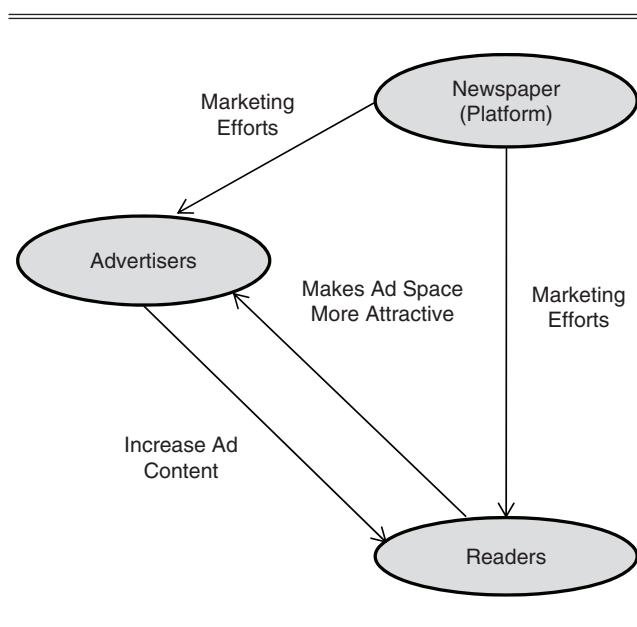 Newspaper
(Platform)
Marketing
Efforts
Advertisers
Makes Ad Space
More Attractive
Marketing
Efforts
Increase Ad
Content
Readers